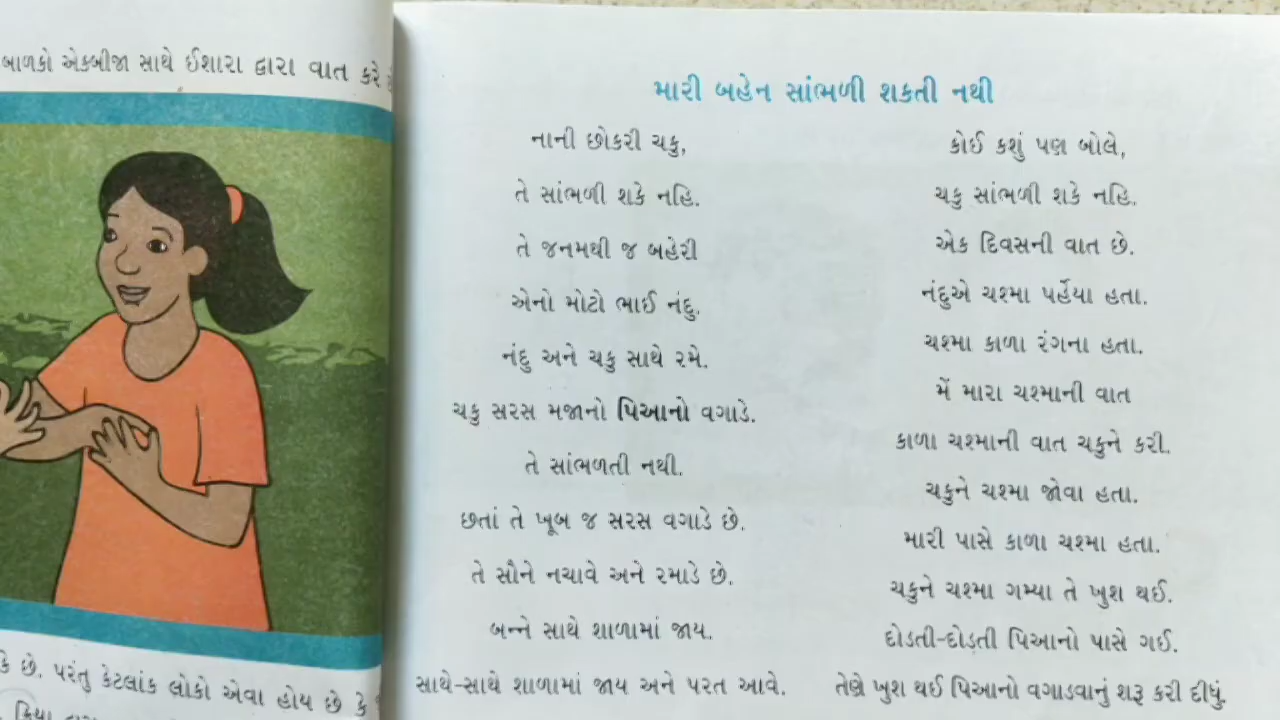 બાળકો એકબીજા સાથે ઈશારા દ્વારા વાત કરે
કે છે. પરંતુ કેટલાંક લોકો એવા હોય છે કે
ક્રિયા દ્વારા
મારી બહેન સાંભળી શકતી નથી
નાની છોકરી ચકુ,
તે સાંભળી શકે નહિ.
તે જનમથી જ બહેરી
એનો મોટો ભાઈ નંદુ.
નંદુ અને ચકુ સાથે રમે.
ચકુ સરસ મજાનો પિઆનો વગાડે.
તે સાંભળતી નથી.
છતાં તે ખૂબ જ સરસ વગાડે છે.
તે સૌને નચાવે અને રમાડે છે.
બન્ને સાથે શાળામાં જાય.
સાથે-સાથે શાળામાં જાય અને પરત આવે.
કોઈ કશું પણ બોલે,
ચકુ સાંભળી શકે નહિ.
એક દિવસની વાત છે.
નંદુએ ચશ્મા પર્હેયા હતા.
ચશ્મા કાળા રંગના હતા.
મેં મારા ચશ્માની વાત
કાળા ચશ્માની વાત ચકુને કરી.
ચકુને ચશ્મા જોવા હતા.
મારી પાસે કાળા ચશ્મા હતા.
ચકુને ચશ્મા ગમ્યા તે ખુશ થઈ.
દોડતી-દોડતી પિઆનો પાસે ગઈ.
તેણે ખુશ થઈ પિઆનો વગાડવાનું શરૂ કરી દીધું.